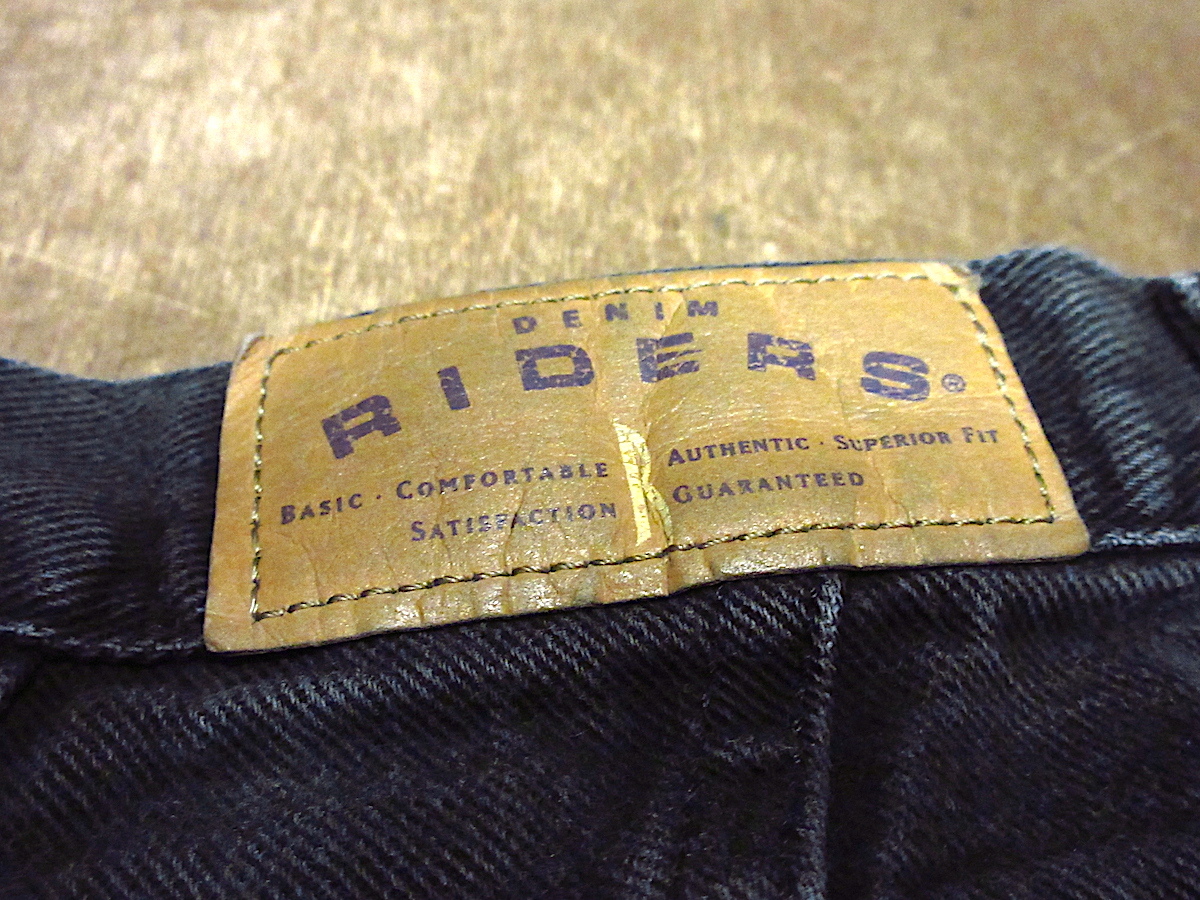 DENIM
RIDERS®
BASIC · COMFORTABLE AUTHENTIC · SUPERIOR FIT
SATISFACTION GUARANTEED